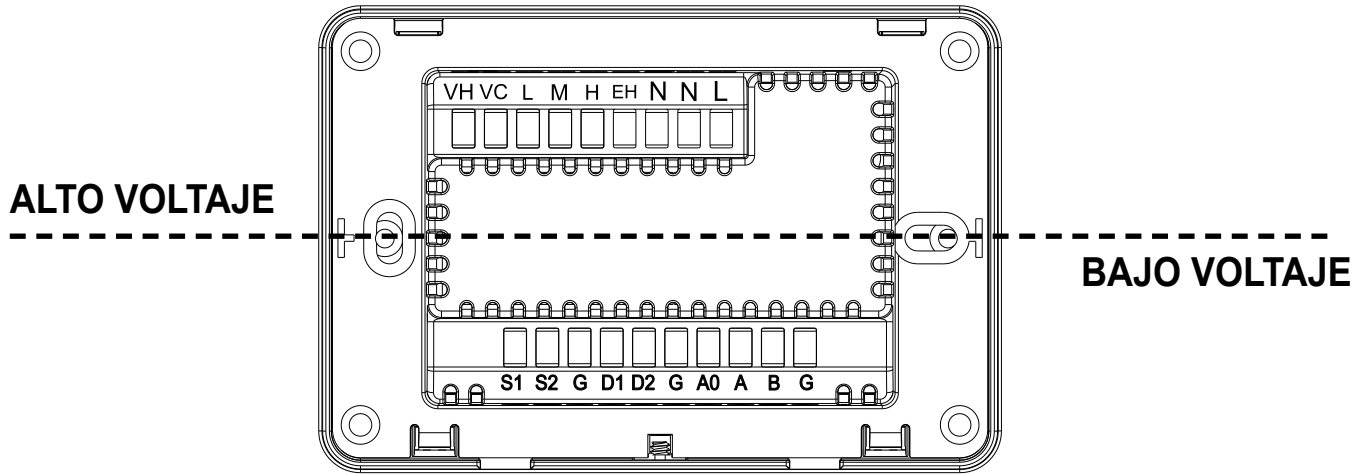 VH VC L M H EH N N L
ALTO VOLTAJE
BAJO VOLTAJE
S1 S2 G D1 D2 G A0 A B G